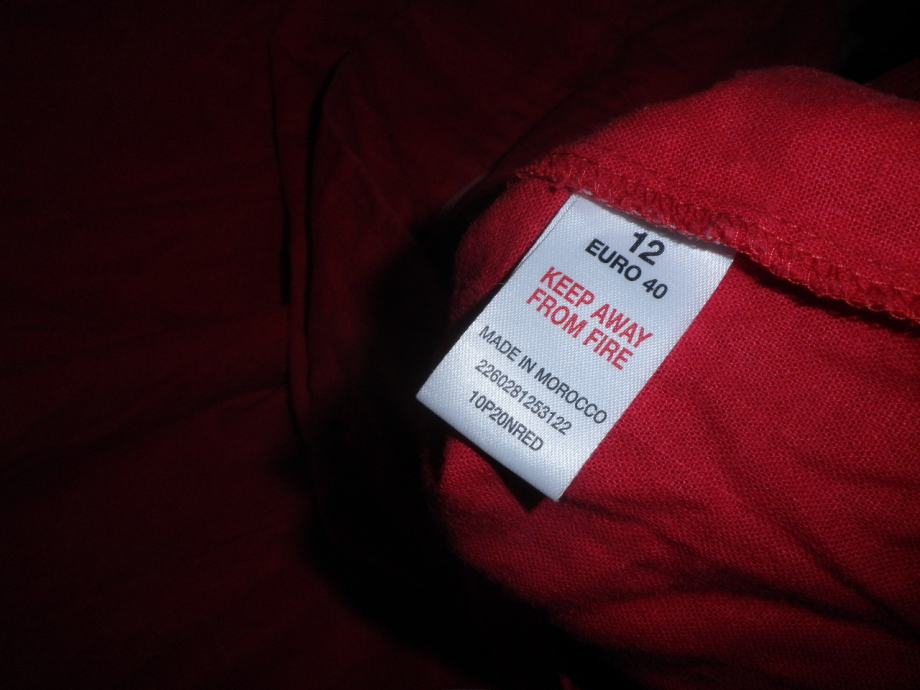 12
EURO 40
KEEP AWAY
FROM FIRE
MADE IN MOROCCO
2260281253122
10P20NRED